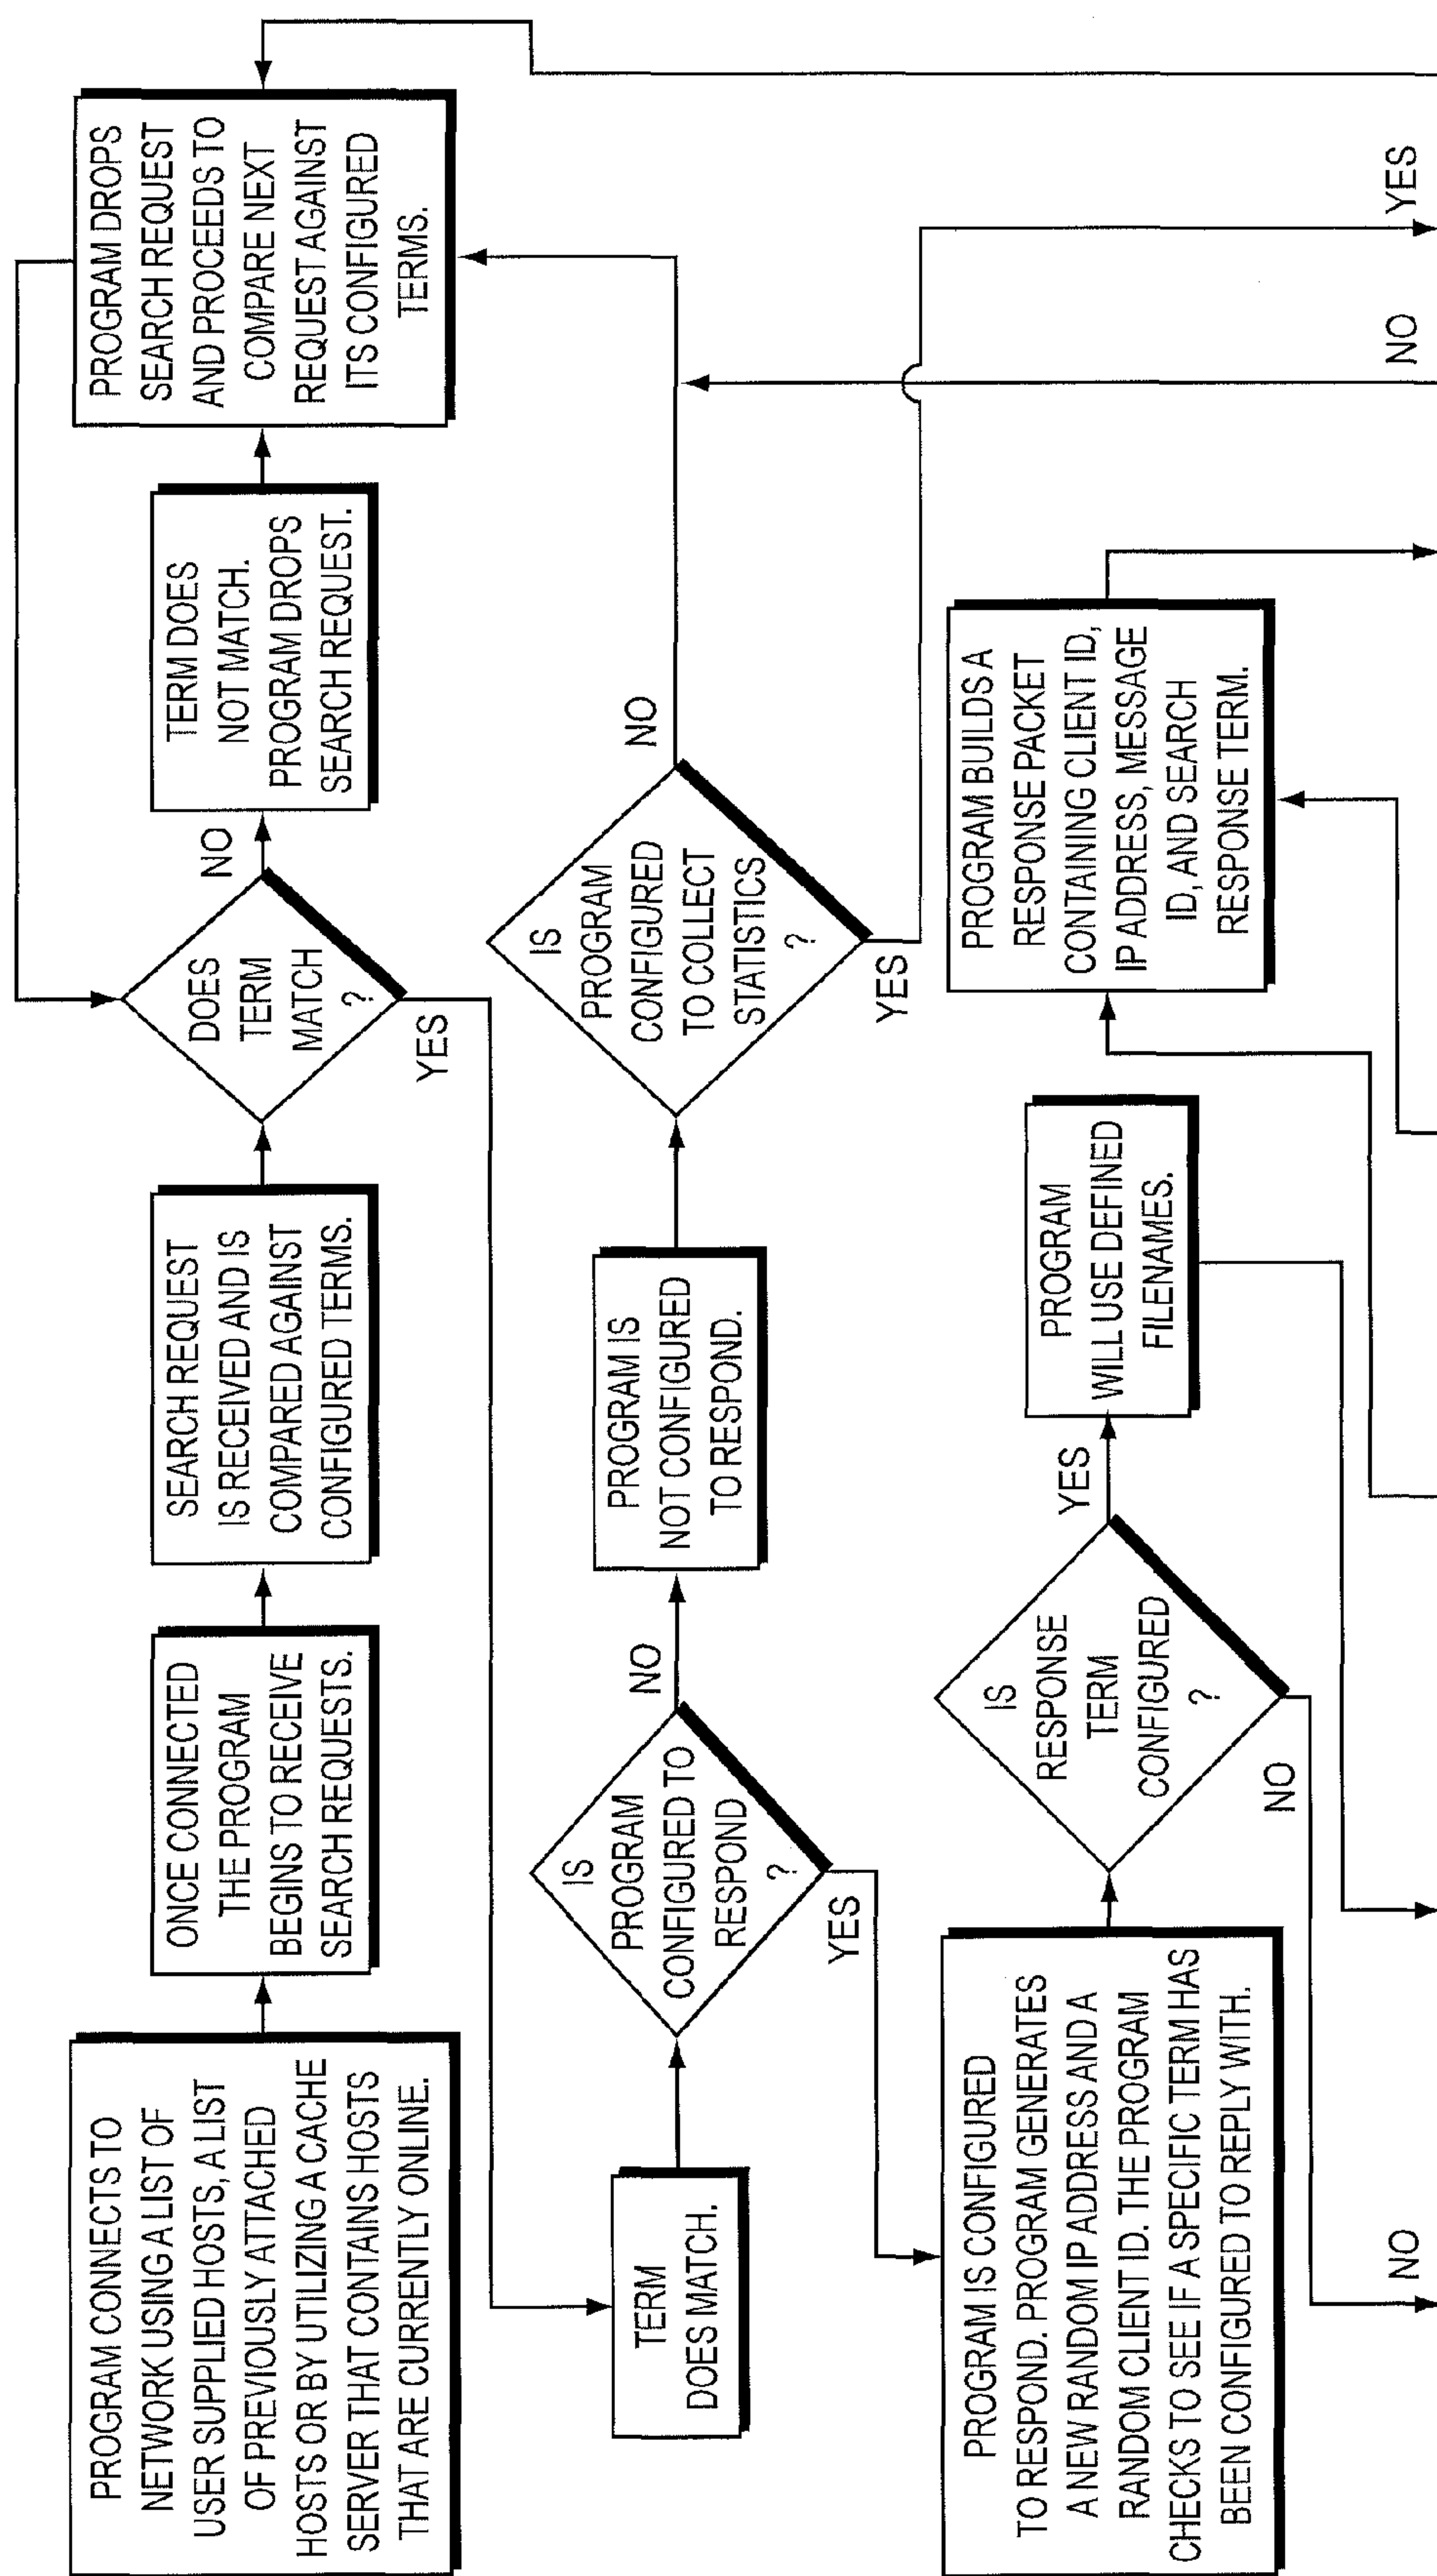 PROGRAM CONNECTS TO
NETWORK USING A LIST OF
USER SUPPLIED HOSTS, A LIST
OF PREVIOUSLY ATTACHED
HOSTS OR BY UTILIZING A CACHE
SERVER THAT CONTAINS HOSTS
THAT ARE CURRENTLY ONLINE.
ONCE CONNECTED
THE PROGRAM
BEGINS TO RECEIVE
SEARCH REQUESTS.
SEARCH REQUEST
IS RECEIVED AND IS
COMPARED AGAINST
CONFIGURED TERMS.
DOES
TERM
MATCH
?
NO
YES
TERM DOES
NOT MATCH.
PROGRAM DROPS
SEARCH REQUEST.
PROGRAM DROPS
SEARCH REQUEST
AND PROCEEDS TO
COMPARE NEXT
REQUEST AGAINST
ITS CONFIGURED
TERMS.
TERM
DOES MATCH.
IS
PROGRAM
CONFIGURED TO
RESPOND
?
NO
YES
PROGRAM IS
NOT CONFIGURED
TO RESPOND.
IS
PROGRAM
CONFIGURED
TO COLLECT
STATISTICS
?
NO
YES
PROGRAM IS CONFIGURED
TO RESPOND. PROGRAM GENERATES
A NEW RANDOM IP ADDRESS AND A
RANDOM CLIENT ID. THE PROGRAM
CHECKS TO SEE IF A SPECIFIC TERM HAS
BEEN CONFIGURED TO REPLY WITH.
IS
RESPONSE
TERM
CONFIGURED
?
YES
NO
PROGRAM
WILL USE DEFINED
FILENAMES.
PROGRAM BUILDS A
RESPONSE PACKET
CONTAINING CLIENT ID,
IP ADDRESS, MESSAGE
ID, AND SEARCH
RESPONSE TERM.
NO
NO
YES